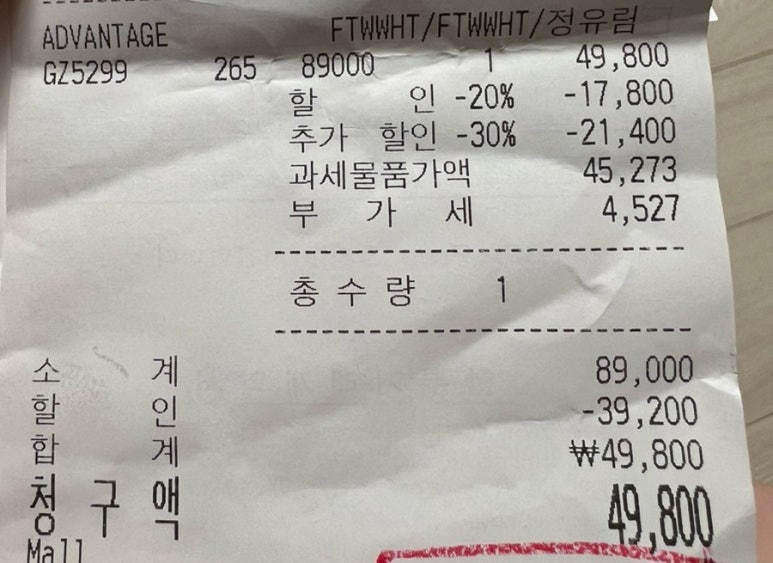 ADVANTAGE FTWWHT/FTWWHT/정유림
GZ5299 265 89000 1 49,800
할 인 -20% -17,800
추가 할인 -30% -21,400
과세물품가액 45,273
부 가 세 4,527
총 수 량 1
소 계 89,000
할 인 -39,200
합 계 ₩49,800
청 구 액 49,800
Mall